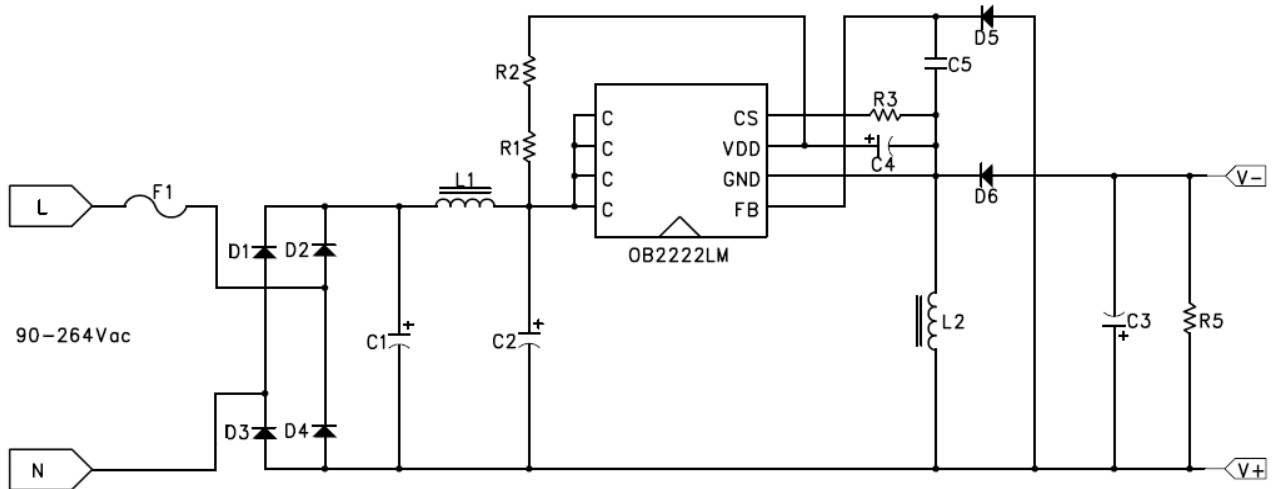 R2
R1
C CS
C VDD
C GND
C FB
OB2222LM
R3
C4 +
C5
D5
D6
V-
L F1
L1
D1 D2
90-264Vac
C1 +
C2 +
L2
C3 +
R5
D3 D4
N
V+